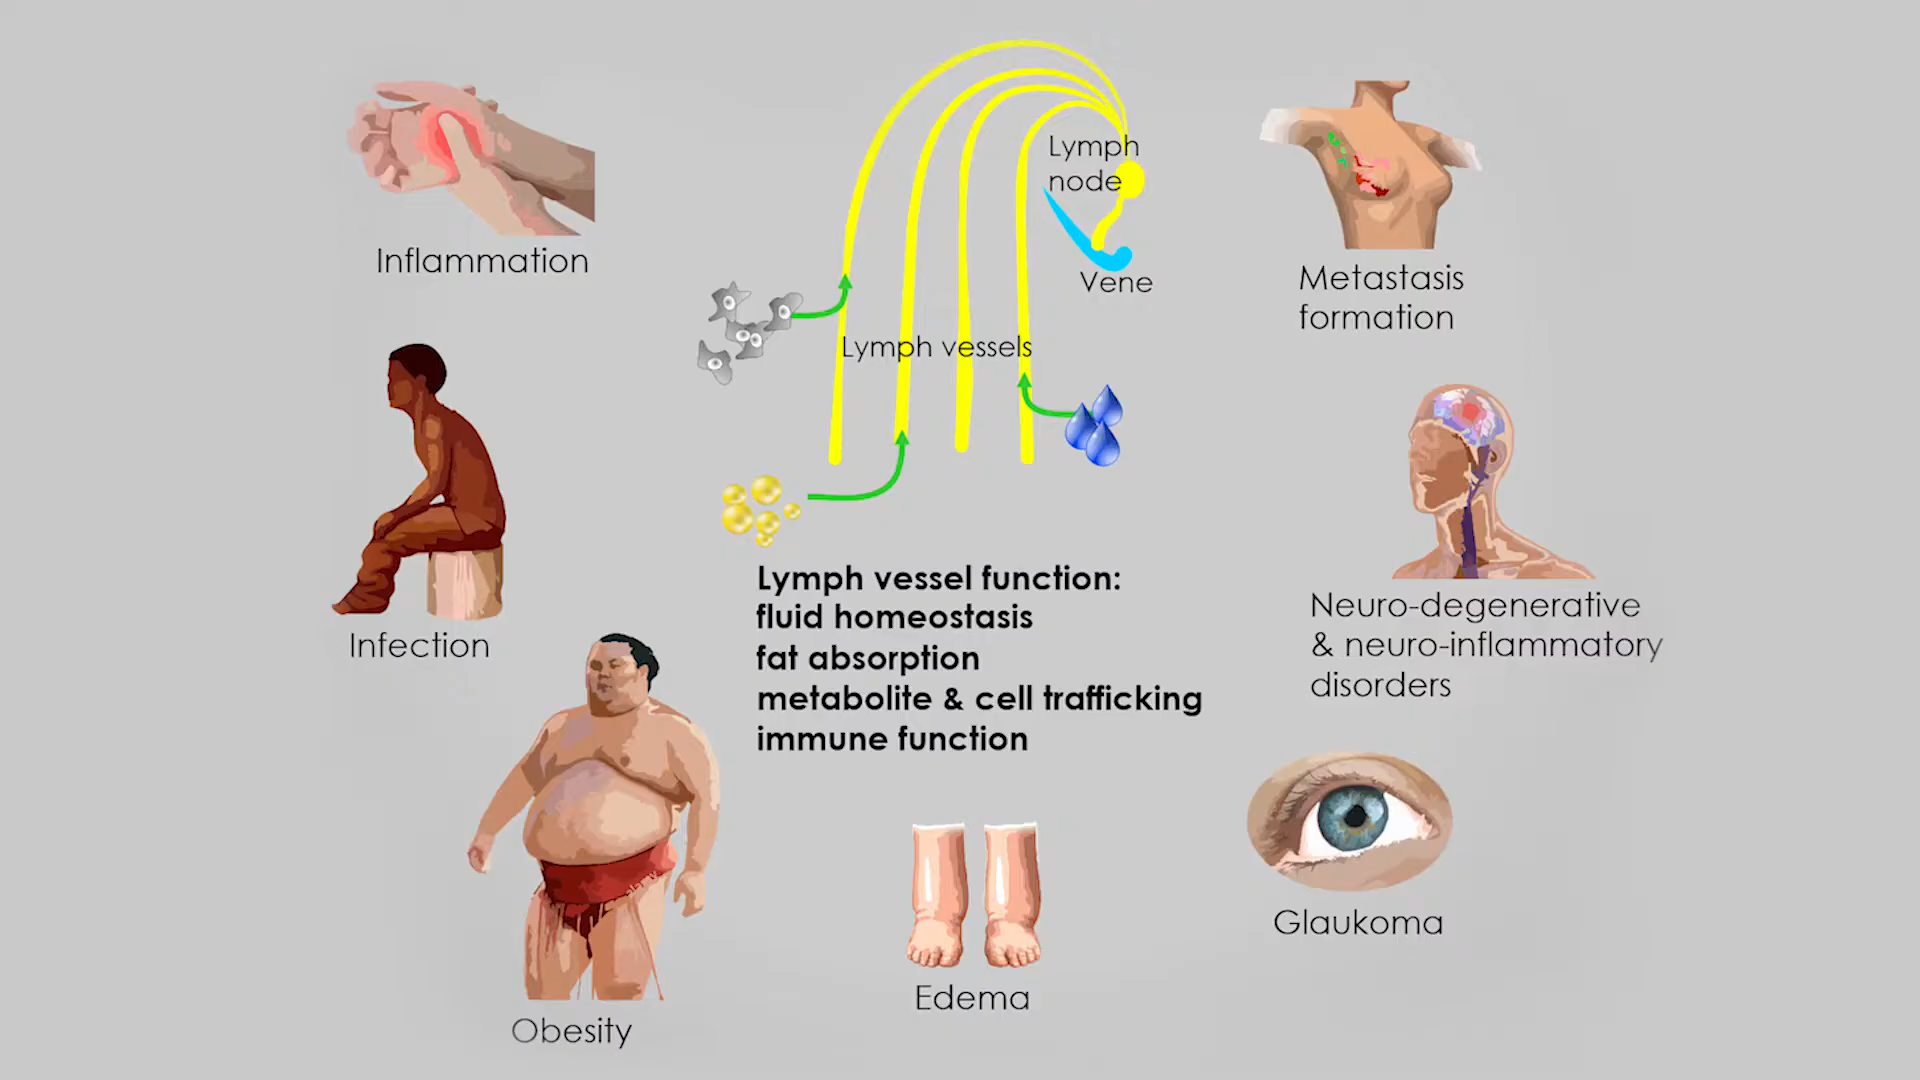 Lymph
node
Vene
Inflammation
Metastasis
formation
Lymph vessels
Infection
Lymph vessel function:
fluid homeostasis
fat absorption
metabolite & cell trafficking
immune function
Neuro-degenerative
& neuro-inflammatory
disorders
Glaukoma
Edema
Obesity